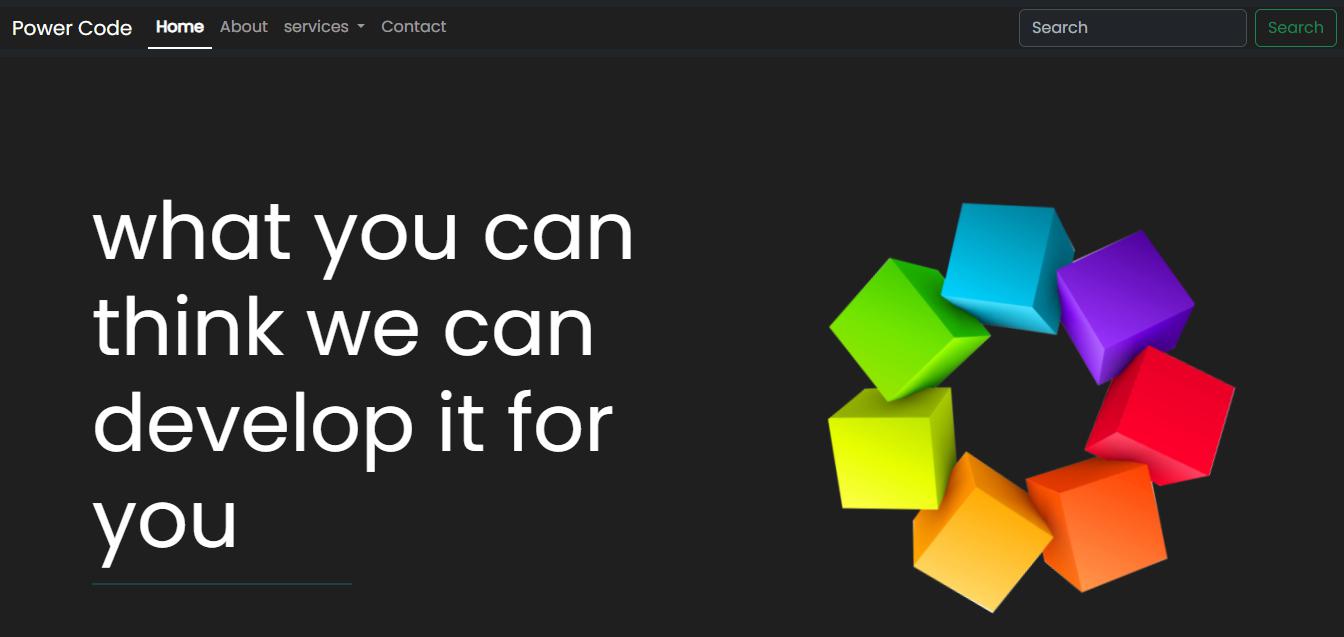 Power Code Home About services Contact Search Search
what you can
think we can
develop it for
you